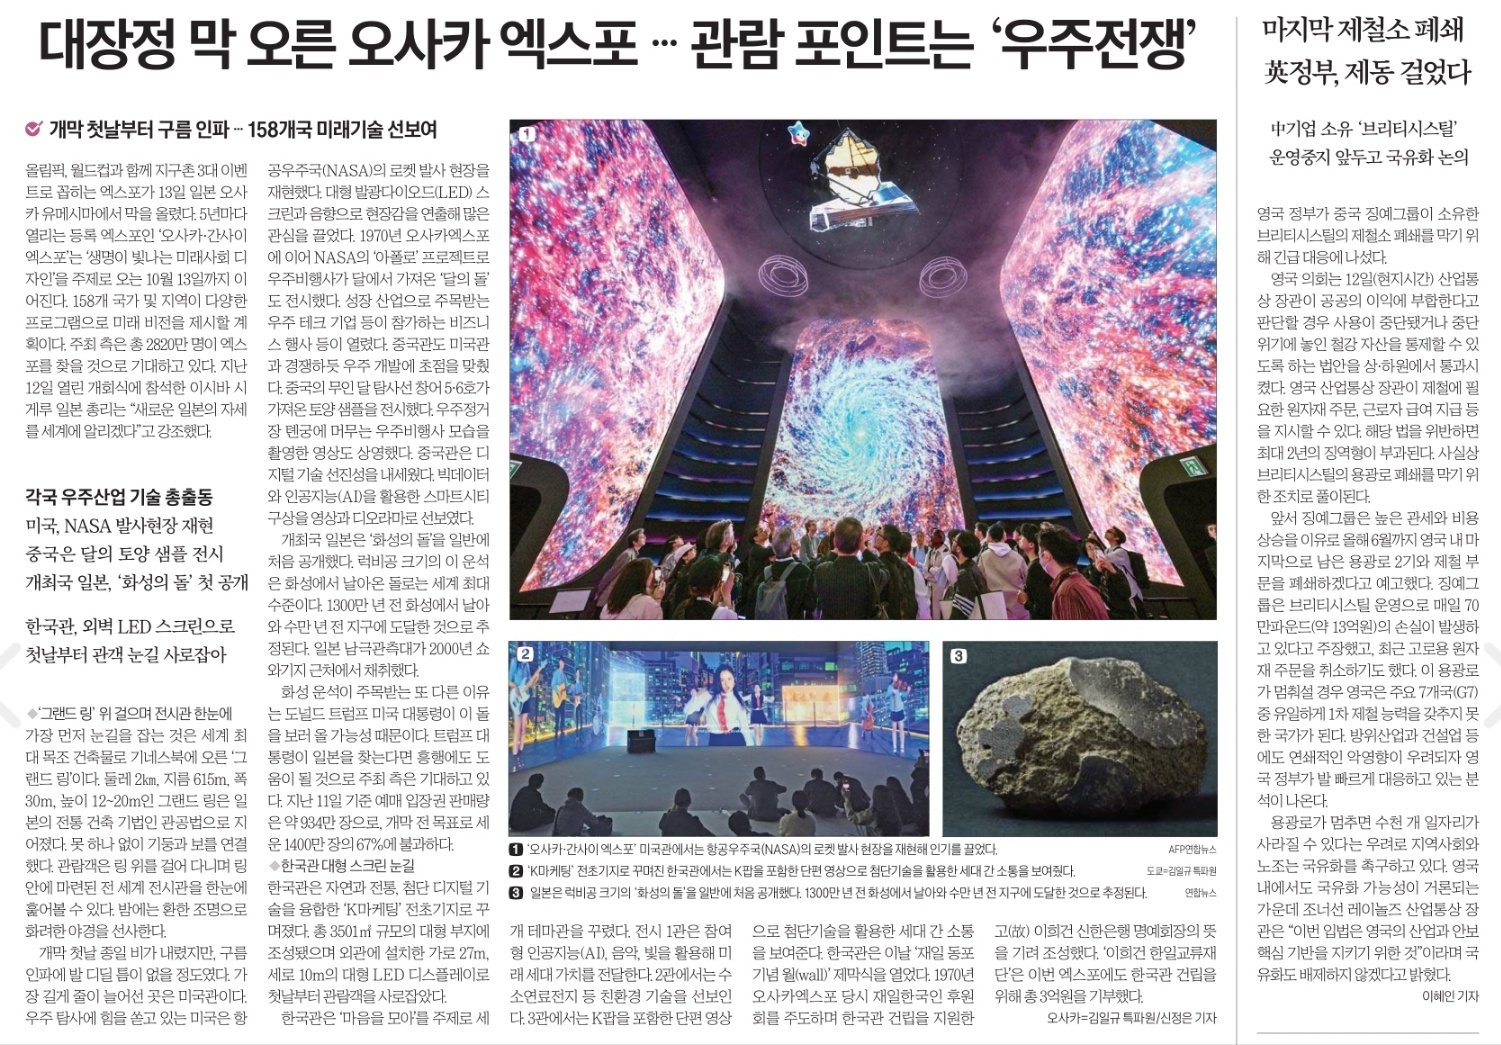 대장정 막 오른 오사카 엑스포 … 관람 포인트는 ‘우주전쟁’
개막 첫날부터 구름 인파 … 158개국 미래기술 선보여
올림픽, 월드컵과 함께 지구촌 3대 이벤
트로 꼽히는 엑스포가 13일 일본 오사
카 유메시마에서 막을 올렸다. 5년마다
열리는 등록 엑스포인 ‘오사카·간사이
엑스포’는 ‘생명이 빛나는 미래사회 디
자인’을 주제로 오는 10월 13일까지 이
어진다. 158개 국가 및 지역이 다양한
프로그램으로 미래 비전을 제시할 계
획이다. 주최 측은 총 2820만 명이 엑스
포를 찾을 것으로 기대하고 있다. 지난
12일 열린 개회식에 참석한 이시바 시
게루 일본 총리는 “새로운 일본의 자세
를 세계에 알리겠다”고 강조했다.
각국 우주산업 기술 총출동
미국, NASA 발사현장 재현
중국은 달의 토양 샘플 전시
개최국 일본, ‘화성의 돌’ 첫 공개
한국관, 외벽 LED 스크린으로
첫날부터 관객 눈길 사로잡아
◆‘그랜드 링’ 위 걸으며 전시관 한눈에
가장 먼저 눈길을 잡는 것은 세계 최
대 목조 건축물로 기네스북에 오른 ‘그
랜드 링’이다. 둘레 2㎞, 지름 615m, 폭
30m, 높이 12~20m인 그랜드 링은 일
본의 전통 건축 기법인 관공법으로 지
어졌다. 못 하나 없이 기둥과 보를 연결
했다. 관람객은 링 위를 걸어 다니며 링
안에 마련된 전 세계 전시관을 한눈에
훑어볼 수 있다. 밤에는 환한 조명으로
화려한 야경을 선사한다.
개막 첫날 종일 비가 내렸지만, 구름
인파에 발 디딜 틈이 없을 정도였다. 가
장 길게 줄이 늘어선 곳은 미국관이다.
우주 탐사에 힘을 쏟고 있는 미국은 항
공우주국(NASA)의 로켓 발사 현장을
재현했다. 대형 발광다이오드(LED) 스
크린과 음향으로 현장감을 연출해 많은
관심을 끌었다. 1970년 오사카엑스포
에 이어 NASA의 ‘아폴로’ 프로젝트로
우주비행사가 달에서 가져온 ‘달의 돌’
도 전시했다. 성장 산업으로 주목받는
우주 테크 기업 등이 참가하는 비즈니
스 행사 등이 열렸다. 중국관도 미국관
과 경쟁하듯 우주 개발에 초점을 맞췄
다. 중국의 무인 달 탐사선 창어 5·6호가
가져온 토양 샘플을 전시했다. 우주정거
장 톈궁에 머무는 우주비행사 모습을
촬영한 영상도 상영했다. 중국관은 디
지털 기술 선진성을 내세웠다. 빅데이터
와 인공지능(AI)을 활용한 스마트시티
구상을 영상과 디오라마로 선보였다.
개최국 일본은 ‘화성의 돌’을 일반에
처음 공개했다. 럭비공 크기의 이 운석
은 화성에서 날아온 돌로는 세계 최대
수준이다. 1300만 년 전 화성에서 날아
와 수만 년 전 지구에 도달한 것으로 추
정된다. 일본 남극관측대가 2000년 쇼
와기지 근처에서 채취했다.
화성 운석이 주목받는 또 다른 이유
는 도널드 트럼프 미국 대통령이 이 돌
을 보러 올 가능성 때문이다. 트럼프 대
통령이 일본을 찾는다면 흥행에도 도
움이 될 것으로 주최 측은 기대하고 있
다. 지난 11일 기준 예매 입장권 판매량
은 약 934만 장으로, 개막 전 목표로 세
운 1400만 장의 67%에 불과하다.
◆한국관 대형 스크린 눈길
한국관은 자연과 전통, 첨단 디지털 기
술을 융합한 ‘K마케팅’ 전초기지로 꾸
며졌다. 총 3501㎡ 규모의 대형 부지에
조성됐으며 외관에 설치한 가로 27m,
세로 10m의 대형 LED 디스플레이로
첫날부터 관람객을 사로잡았다.
한국관은 ‘마음을 모아’를 주제로 세
1
2
3
1 ‘오사카·간사이 엑스포’ 미국관에서는 항공우주국(NASA)의 로켓 발사 현장을 재현해 인기를 끌었다. AFP연합뉴스
2 ‘K마케팅’ 전초기지로 꾸며진 한국관에서는 K팝을 포함한 단편 영상으로 첨단기술을 활용한 세대 간 소통을 보여줬다. 도쿄=김일규 특파원
3 일본은 럭비공 크기의 ‘화성의 돌’을 일반에 처음 공개했다. 1300만 년 전 화성에서 날아와 수만 년 전 지구에 도달한 것으로 추정된다. 연합뉴스
개 테마관을 꾸렸다. 전시 1관은 참여
형 인공지능(AI), 음악, 빛을 활용해 미
래 세대 가치를 전달한다. 2관에서는 수
소연료전지 등 친환경 기술을 선보인
다. 3관에서는 K팝을 포함한 단편 영상
으로 첨단기술을 활용한 세대 간 소통
을 보여준다. 한국관은 이날 ‘재일 동포
기념 월(wall)’ 제막식을 열었다. 1970년
오사카엑스포 당시 재일한국인 후원
회를 주도하며 한국관 건립을 지원한
고(故) 이희건 신한은행 명예회장의 뜻
을 기려 조성했다. ‘이희건 한일교류재
단’은 이번 엑스포에도 한국관 건립을
위해 총 3억원을 기부했다.
오사카=김일규 특파원/신정은 기자
마지막 제철소 폐쇄
英정부, 제동 걸었다
中기업 소유 ‘브리티시스틸’
운영중지 앞두고 국유화 논의
영국 정부가 중국 징예그룹이 소유한
브리티시스틸의 제철소 폐쇄를 막기 위
해 긴급 대응에 나섰다.
영국 의회는 12일(현지시간) 산업통
상 장관이 공공의 이익에 부합한다고
판단할 경우 사용이 중단됐거나 중단
위기에 놓인 철강 자산을 통제할 수 있
도록 하는 법안을 상·하원에서 통과시
켰다. 영국 산업통상 장관이 제철에 필
요한 원자재 주문, 근로자 급여 지급 등
을 지시할 수 있다. 해당 법을 위반하면
최대 2년의 징역형이 부과된다. 사실상
브리티시스틸의 용광로 폐쇄를 막기 위
한 조치로 풀이된다.
앞서 징예그룹은 높은 관세와 비용
상승을 이유로 올해 6월까지 영국 내 마
지막으로 남은 용광로 2기와 제철 부
문을 폐쇄하겠다고 예고했다. 징예그
룹은 브리티시스틸 운영으로 매일 70
만파운드(약 13억원)의 손실이 발생하
고 있다고 주장했고, 최근 고로용 원자
재 주문을 취소하기도 했다. 이 용광로
가 멈춰설 경우 영국은 주요 7개국(G7)
중 유일하게 1차 제철 능력을 갖추지 못
한 국가가 된다. 방위산업과 건설업 등
에도 연쇄적인 악영향이 우려되자 영
국 정부가 발 빠르게 대응하고 있는 분
석이 나온다.
용광로가 멈추면 수천 개 일자리가
사라질 수 있다는 우려로 지역사회와
노조는 국유화를 촉구하고 있다. 영국
내에서도 국유화 가능성이 거론되는
가운데 조너선 레이놀즈 산업통상 장
관은 “이번 입법은 영국의 산업과 안보
핵심 기반을 지키기 위한 것”이라며 국
유화도 배제하지 않겠다고 밝혔다.
이혜인 기자